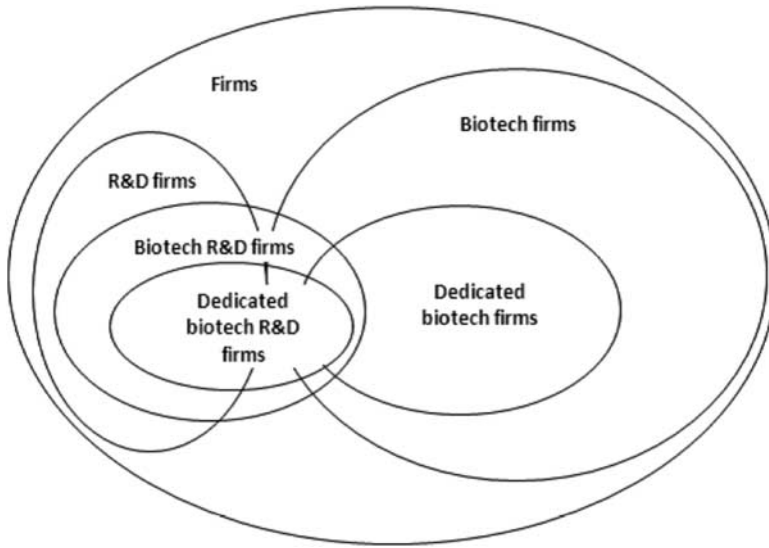 Firms
Biotech firms
R&D firms
Biotech R&D firms
Dedicated
biotech R&D
firms
Dedicated
biotech firms